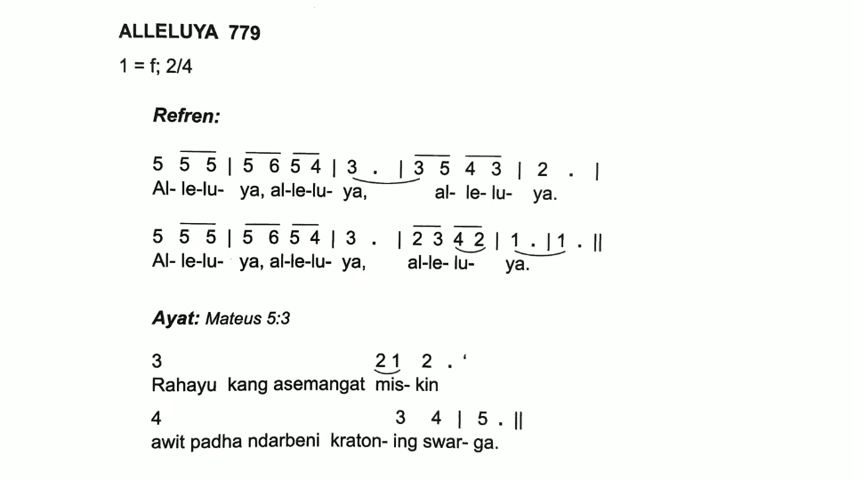 ALLELUYA 779
1 = f; 2/4
Refren:
5 5 5 | 5 6 5 4 | 3 . | 3 5 4 3 | 2 . |
Al- le-lu- ya, al-le-lu- ya, al- le- lu- ya.
5 5 5 | 5 6 5 4 | 3 . | 2 3 4 2 | 1 . | 1 . ||
Al- le-lu- ya, al-le-lu- ya, al-le- lu- ya.
Ayat: Mateus 5:3
3 2 1 2 . ‘
Rahayu kang asemangat mis- kin
4 3 4 | 5 . ||
awit padha ndarbeni kraton- ing swar- ga.